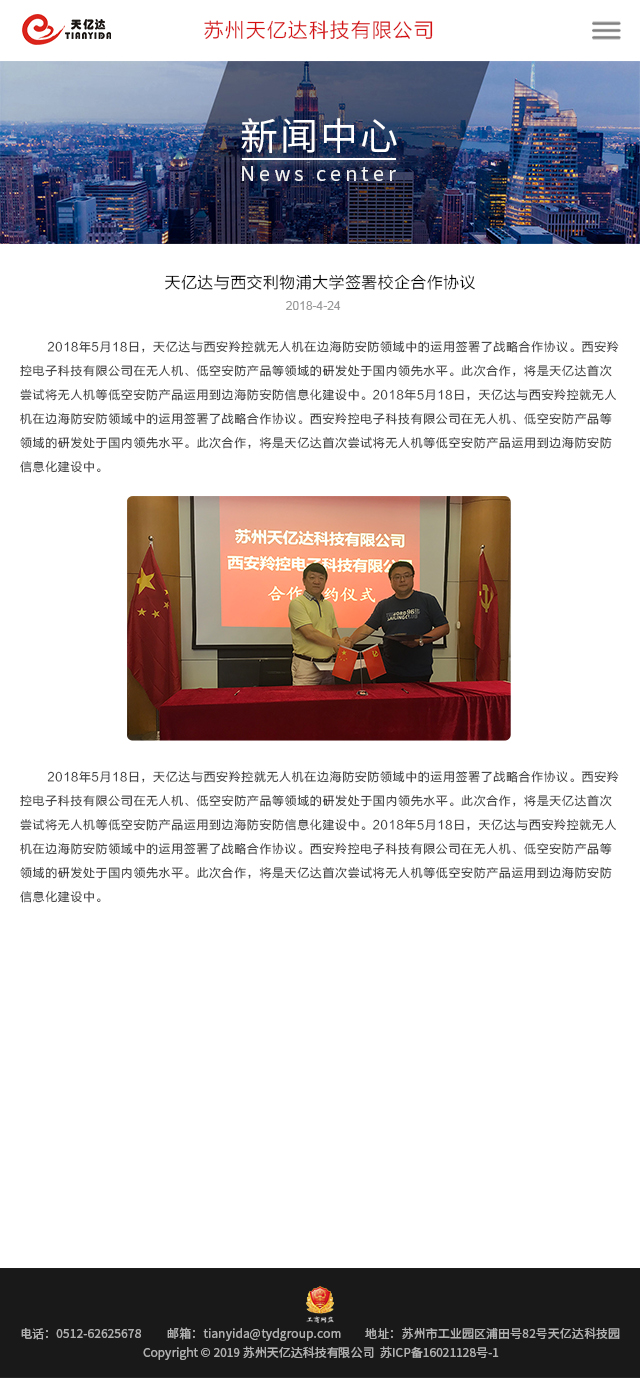 天亿达
TIANYIDA
苏州天亿达科技有限公司
新闻中心
News center
天亿达与西交利物浦大学签署校企合作协议
2018-4-24
2018年5月18日，天亿达与西安羚控就无人机在边海防安防领域中的运用签署了战略合作协议。西安羚
控电子科技有限公司在无人机、低空安防产品等领域的研发处于国内领先水平。此次合作，将是天亿达首次
尝试将无人机等低空安防产品运用到边海防安防信息化建设中。2018年5月18日，天亿达与西安羚控就无人
机在边海防安防领域中的运用签署了战略合作协议。西安羚控电子科技有限公司在无人机、低空安防产品等
领域的研发处于国内领先水平。此次合作，将是天亿达首次尝试将无人机等低空安防产品运用到边海防安防
信息化建设中。
苏州天亿达科技有限公司
西安羚控电子科技有限公司
合作 约仪式
2018年5月18日，天亿达与西安羚控就无人机在边海防安防领域中的运用签署了战略合作协议。西安羚
控电子科技有限公司在无人机、低空安防产品等领域的研发处于国内领先水平。此次合作，将是天亿达首次
尝试将无人机等低空安防产品运用到边海防安防信息化建设中。2018年5月18日，天亿达与西安羚控就无人
机在边海防安防领域中的运用签署了战略合作协议。西安羚控电子科技有限公司在无人机、低空安防产品等
领域的研发处于国内领先水平。此次合作，将是天亿达首次尝试将无人机等低空安防产品运用到边海防安防
信息化建设中。
工商网监
电话：0512-62625678 邮箱：tianyida@tydgroup.com 地址：苏州市工业园区浦田号82号天亿达科技园
Copyright © 2019 苏州天亿达科技有限公司 苏ICP备16021128号-1